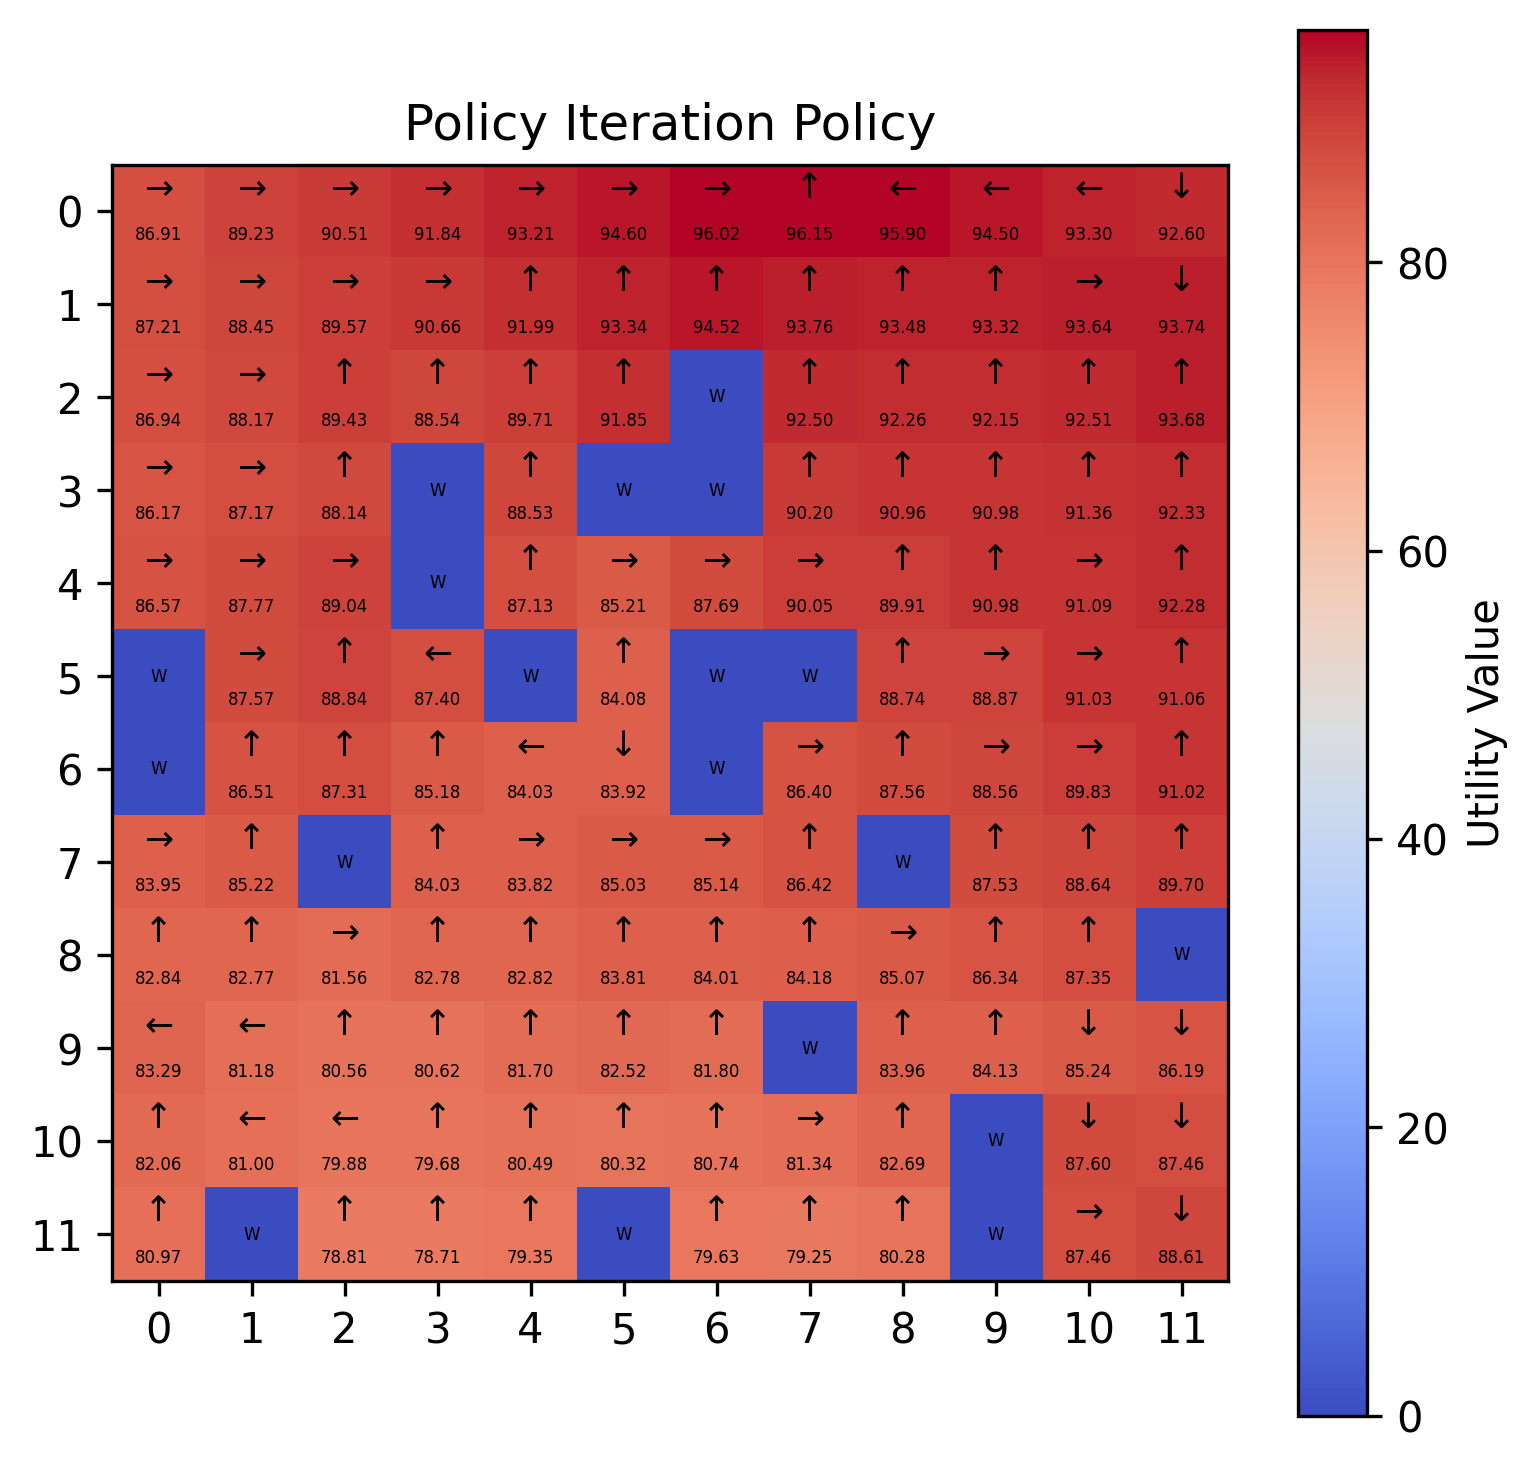 Policy Iteration Policy
0 → → → → → → → ↑ ← ← ← ↓
86.91 89.23 90.51 91.84 93.21 94.60 96.02 96.15 95.90 94.50 93.30 92.60
1 → → → → ↑ ↑ ↑ ↑ ↑ ↑ → ↓
87.21 88.45 89.57 90.66 91.99 93.34 94.52 93.76 93.48 93.32 93.64 93.74
2 → → ↑ ↑ ↑ ↑ W ↑ ↑ ↑ ↑ ↑
86.94 88.17 89.43 88.54 89.71 91.85 92.50 92.26 92.15 92.51 93.68
3 → → ↑ W ↑ W W ↑ ↑ ↑ ↑ ↑
86.17 87.17 88.14 88.53 90.20 90.96 90.98 91.36 92.33
4 → → → W ↑ → → → ↑ ↑ → ↑
86.57 87.77 89.04 87.13 85.21 87.69 90.05 89.91 90.98 91.09 92.28
5 W → ↑ ← W ↑ W W ↑ → → ↑
87.57 88.84 87.40 84.08 88.74 88.87 91.03 91.06
6 W ↑ ↑ ↑ ← ↓ W → ↑ → → ↑
86.51 87.31 85.18 84.03 83.92 86.40 87.56 88.56 89.83 91.02
7 → ↑ W ↑ → → → ↑ W ↑ ↑ ↑
83.95 85.22 84.03 83.82 85.03 85.14 86.42 87.53 88.64 89.70
8 ↑ ↑ → ↑ ↑ ↑ ↑ ↑ → ↑ ↑ W
82.84 82.77 81.56 82.78 82.82 83.81 84.01 84.18 85.07 86.34 87.35
9 ← ← ↑ ↑ ↑ ↑ ↑ W ↑ ↑ ↓ ↓
83.29 81.18 80.56 80.62 81.70 82.52 81.80 83.96 84.13 85.24 86.19
10 ↑ ← ← ↑ ↑ ↑ ↑ → ↑ W ↓ ↓
82.06 81.00 79.88 79.68 80.49 80.32 80.74 81.34 82.69 87.60 87.46
11 ↑ W ↑ ↑ ↑ W ↑ ↑ ↑ W → ↓
80.97 78.81 78.71 79.35 79.63 79.25 80.28 87.46 88.61
0 1 2 3 4 5 6 7 8 9 10 11
80
60
40
20
0
Utility Value